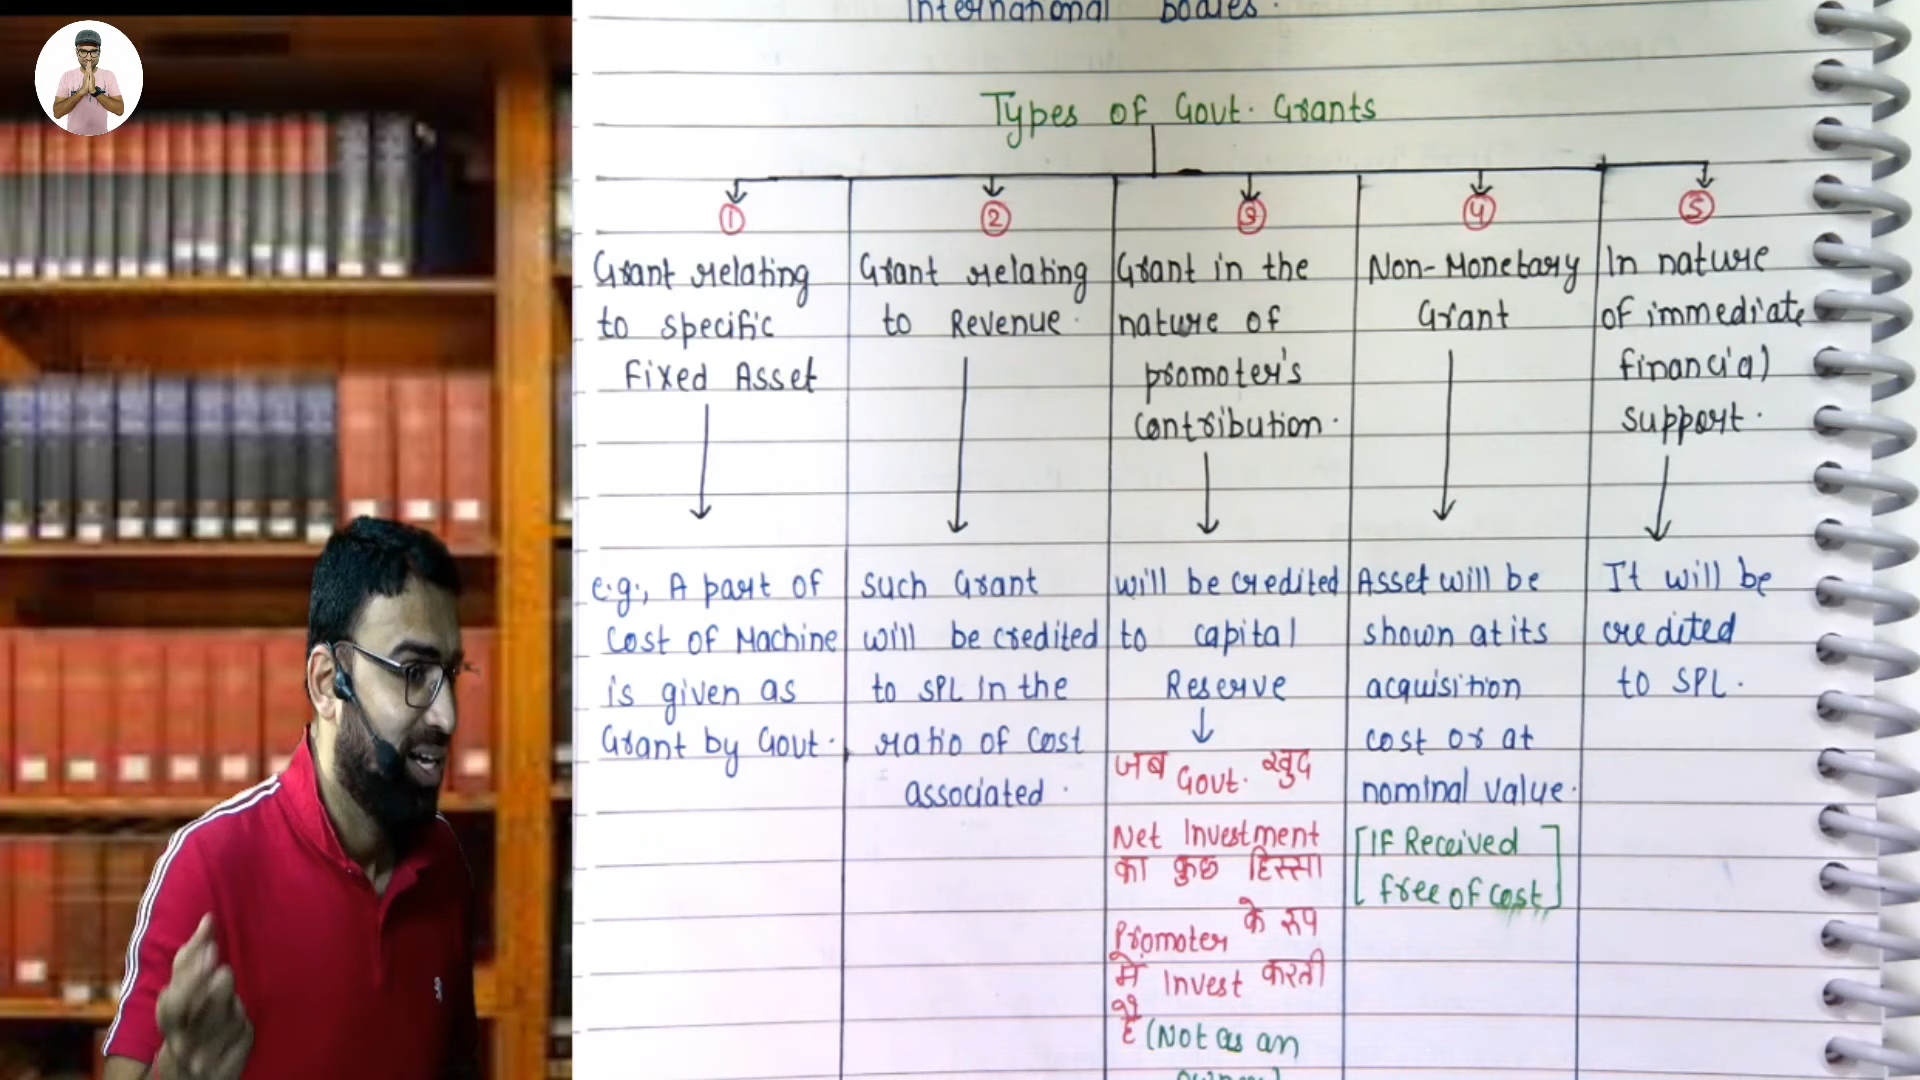 International bodies.
Types of Govt. Grants
1
2
3
4
5
Grant relating
to specific
Fixed Asset
Grant relating
to Revenue.
Grant in the
nature of
promoter's
contribution.
Non-Monetary
Grant
In nature
of immediate
financial
support.
e.g., A part of
Cost of Machine
is given as
Grant by Govt.
such Grant
will be credited
to SPL in the
ratio of cost
associated.
will be credited
to capital
Reserve
जब Govt. खुद
Net Investment
का कुछ हिस्सा
Promoter के रूप
में Invest करती
है (Not as an
owner)
Asset will be
shown at its
acquisition
cost or at
nominal value.
[IF Received
free of cost]
It will be
credited
to SPL.